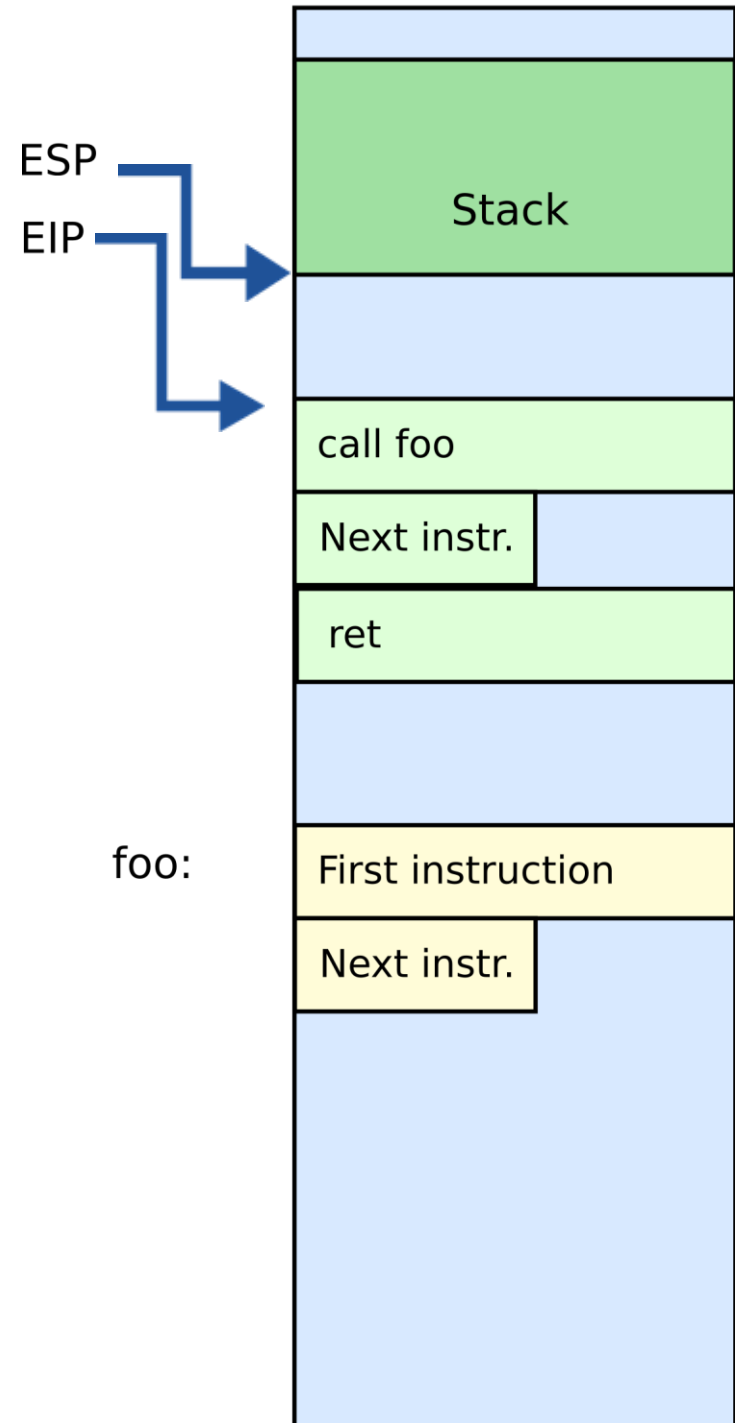 ESP
Stack
EIP
call foo
Next instr.
ret
foo:
First instruction
Next instr.